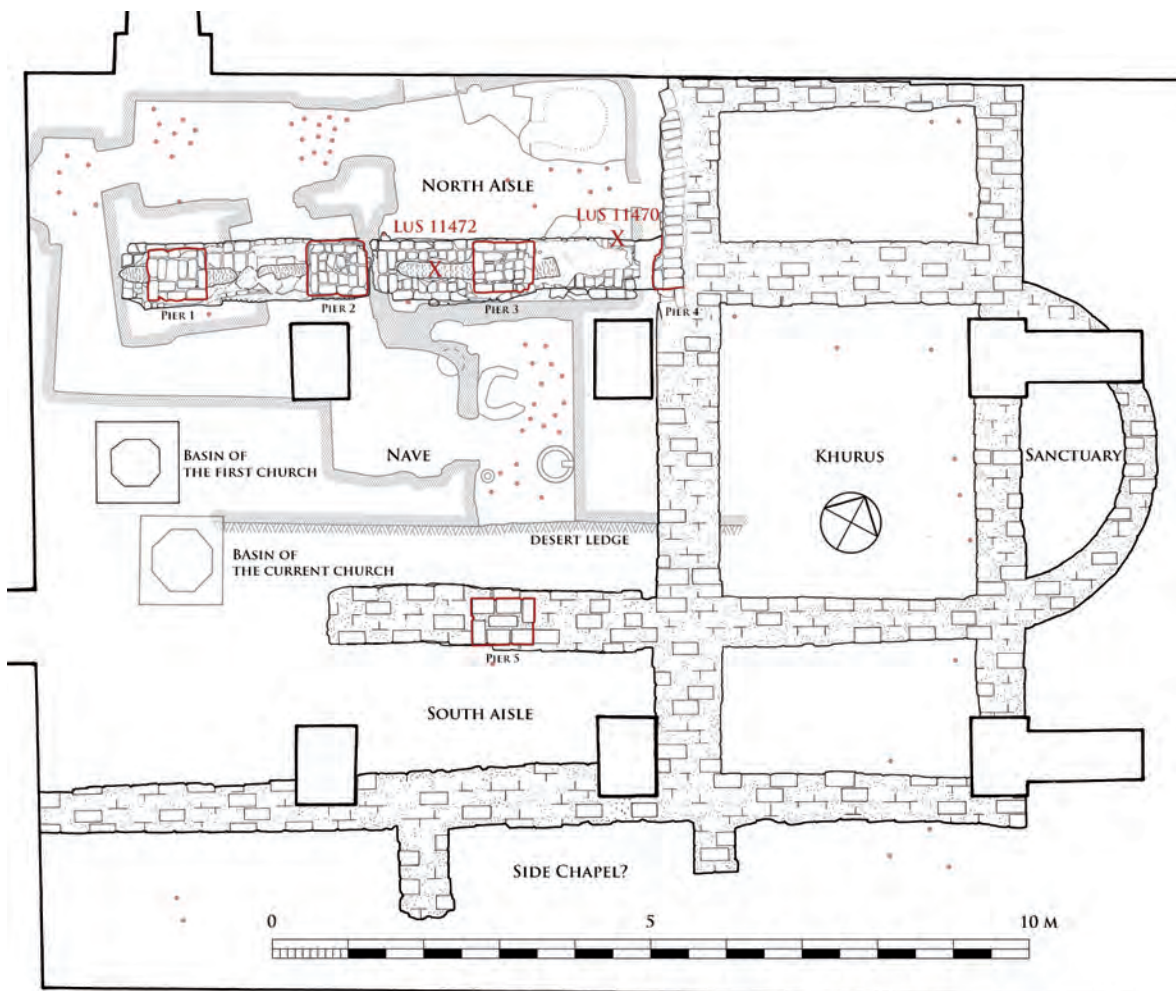 NORTH AISLE
LUS 11470
LUS 11472
PIER 1
PIER 2
PIER 3
PIER 4
BASIN OF
THE FIRST CHURCH
NAVE
KHURUS
SANCTUARY
DESERT LEDGE
BASIN OF
THE CURRENT CHURCH
PIER 5
SOUTH AISLE
SIDE CHAPEL?
0 5 10 M